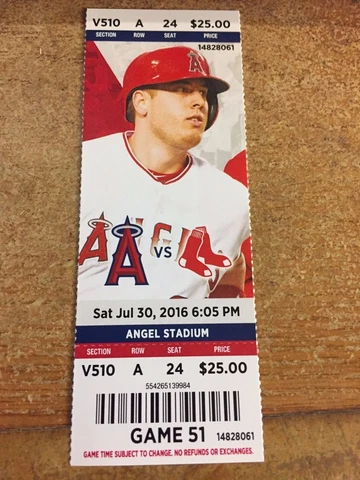 V510 A 24 $25.00
SECTION ROW SEAT PRICE
14828061
A
ANGE
A VS
Sat Jul 30, 2016 6:05 PM
ANGEL STADIUM
SECTION ROW SEAT PRICE
V510 A 24 $25.00
554265139984
GAME 51 14828061
GAME TIME SUBJECT TO CHANGE. NO REFUNDS OR EXCHANGES.